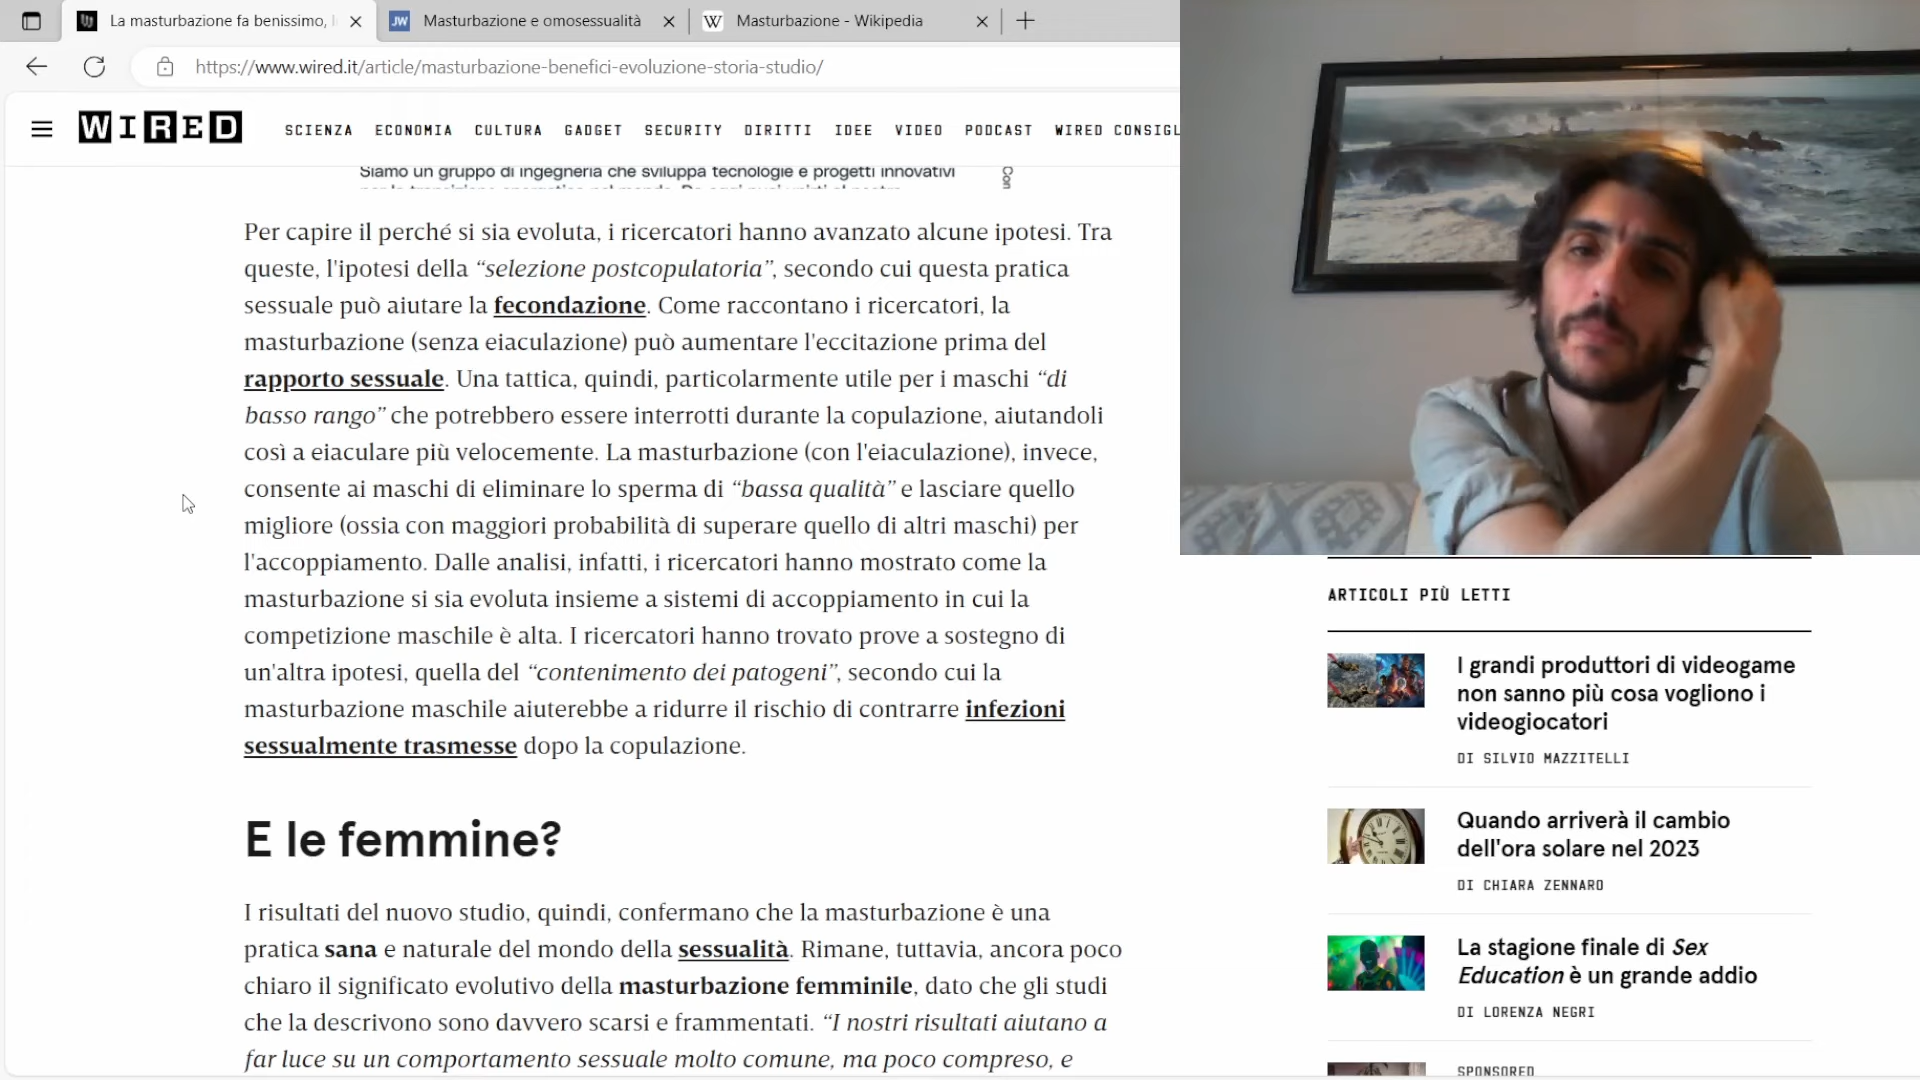 La masturbazione fa benissimo,
JW
Masturbazione e omosessualità
W
Masturbazione - Wikipedia
https://www.wired.it/article/masturbazione-benefici-evoluzione-storia-studio/
WIRED
SCIENZA ECONOMIA CULTURA GADGET SECURITY DIRITTI IDEE VIDEO PODCAST WIRED CONSIGL
Siamo un gruppo di ingegneria che sviluppa tecnologie e progetti innovativi
Con
Per capire il perché si sia evoluta, i ricercatori hanno avanzato alcune ipotesi. Tra
queste, l'ipotesi della “selezione postcopulatoria”, secondo cui questa pratica
sessuale può aiutare la fecondazione. Come raccontano i ricercatori, la
masturbazione (senza eiaculazione) può aumentare l'eccitazione prima del
rapporto sessuale. Una tattica, quindi, particolarmente utile per i maschi “di
basso rango” che potrebbero essere interrotti durante la copulazione, aiutandoli
così a eiaculare più velocemente. La masturbazione (con l'eiaculazione), invece,
consente ai maschi di eliminare lo sperma di “bassa qualità” e lasciare quello
migliore (ossia con maggiori probabilità di superare quello di altri maschi) per
l'accoppiamento. Dalle analisi, infatti, i ricercatori hanno mostrato come la
masturbazione si sia evoluta insieme a sistemi di accoppiamento in cui la
competizione maschile è alta. I ricercatori hanno trovato prove a sostegno di
un'altra ipotesi, quella del “contenimento dei patogeni”, secondo cui la
masturbazione maschile aiuterebbe a ridurre il rischio di contrarre infezioni
sessualmente trasmesse dopo la copulazione.
E le femmine?
I risultati del nuovo studio, quindi, confermano che la masturbazione è una
pratica sana e naturale del mondo della sessualità. Rimane, tuttavia, ancora poco
chiaro il significato evolutivo della masturbazione femminile, dato che gli studi
che la descrivono sono davvero scarsi e frammentati. “I nostri risultati aiutano a
far luce su un comportamento sessuale molto comune, ma poco compreso, e
ARTICOLI PIÙ LETTI
I grandi produttori di videogame
non sanno più cosa vogliono i
videogiocatori
DI SILVIO MAZZITELLI
Quando arriverà il cambio
dell'ora solare nel 2023
DI CHIARA ZENNARO
La stagione finale di Sex
Education è un grande addio
DI LORENZA NEGRI
SPONSORED